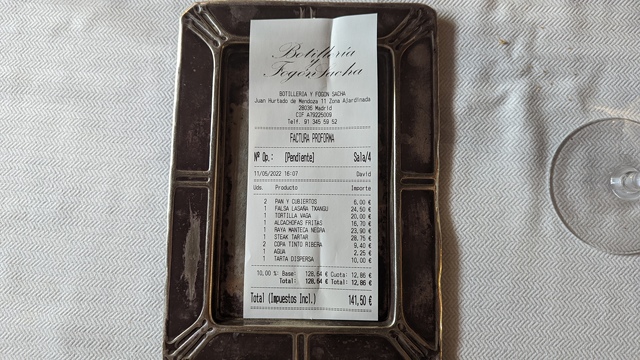 Botillería
y
Fogón Sacha
BOTILLERIA Y FOGON SACHA
Juan Hurtado de Mendoza 11 Zona Ajardinada
28036 Madrid
CIF A79225009
Telf. 91 345 59 52
FACTURA PROFORMA
Nº Op.: [Pendiente] Sala/4
11/05/2022 16:07 David
Uds. Producto Importe
2 PAN Y CUBIERTOS 6,00 €
1 FALSA LASAÑA TXANGU 24,50 €
1 TORTILLA VAGA 20,00 €
1 ALCACHOFAS FRITAS 16,70 €
1 RAYA MANTECA NEGRA 23,90 €
1 STEAK TARTAR 28,75 €
2 COPA TINTO RIBERA 9,40 €
1 AGUA 2,25 €
1 TARTA DISPERSA 10,00 €
10,00 %: Base: 128,64 € Cuota: 12,86 €
Total: 128,64 € Total: 12,86 €
Total (Impuestos Incl.) 141,50 €